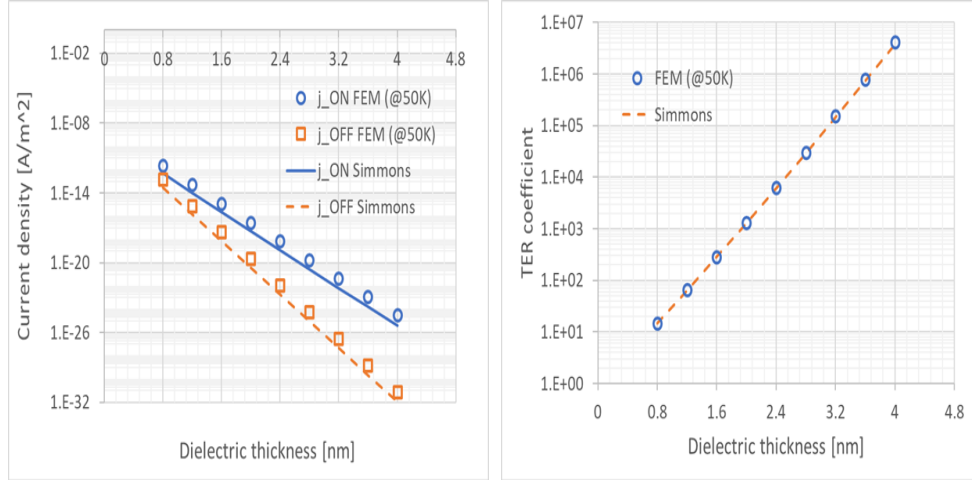 1.E-02
0
0.8
1.6
2.4
3.2
4
4.8
1.E-08
1.E-14
1.E-20
1.E-26
1.E-32
Current density [A/m^2]
j_ON FEM (@50K)
j_OFF FEM (@50K)
j_ON Simmons
j_OFF Simmons
Dielectric thickness [nm]
1.E+07
1.E+06
1.E+05
1.E+04
1.E+03
1.E+02
1.E+01
1.E+00
TER coefficient
FEM (@50K)
Simmons
0
0.8
1.6
2.4
3.2
4
4.8
Dielectric thickness [nm]